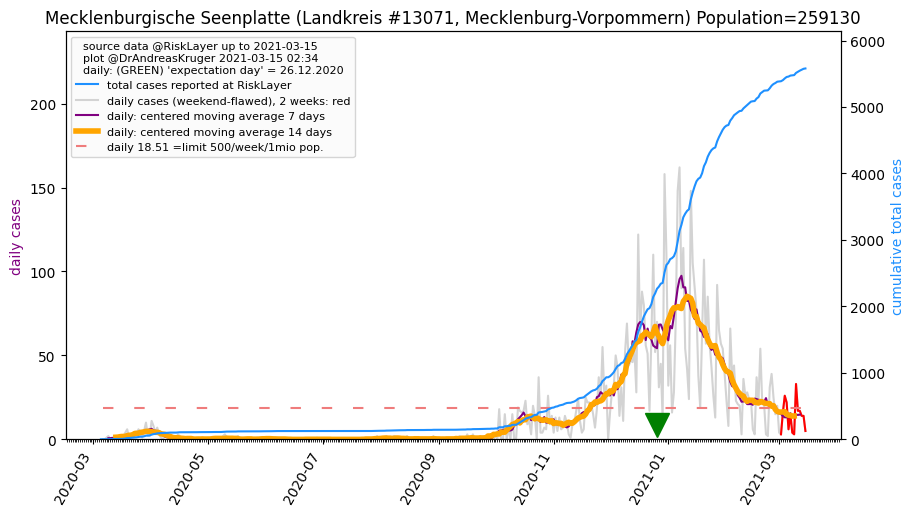 Mecklenburgische Seenplatte (Landkreis #13071, Mecklenburg-Vorpommern) Population=259130
source data @RiskLayer up to 2021-03-15
plot @DrAndreasKruger 2021-03-15 02:34
daily: (GREEN) 'expectation day' = 26.12.2020
total cases reported at RiskLayer
daily cases (weekend-flawed), 2 weeks: red
daily: centered moving average 7 days
daily: centered moving average 14 days
daily 18.51 =limit 500/week/1mio pop.
daily cases
200
150
100
50
0
6000
5000
4000
3000
2000
1000
0
cumulative total cases
2020-03
2020-05
2020-07
2020-09
2020-11
2021-01
2021-03